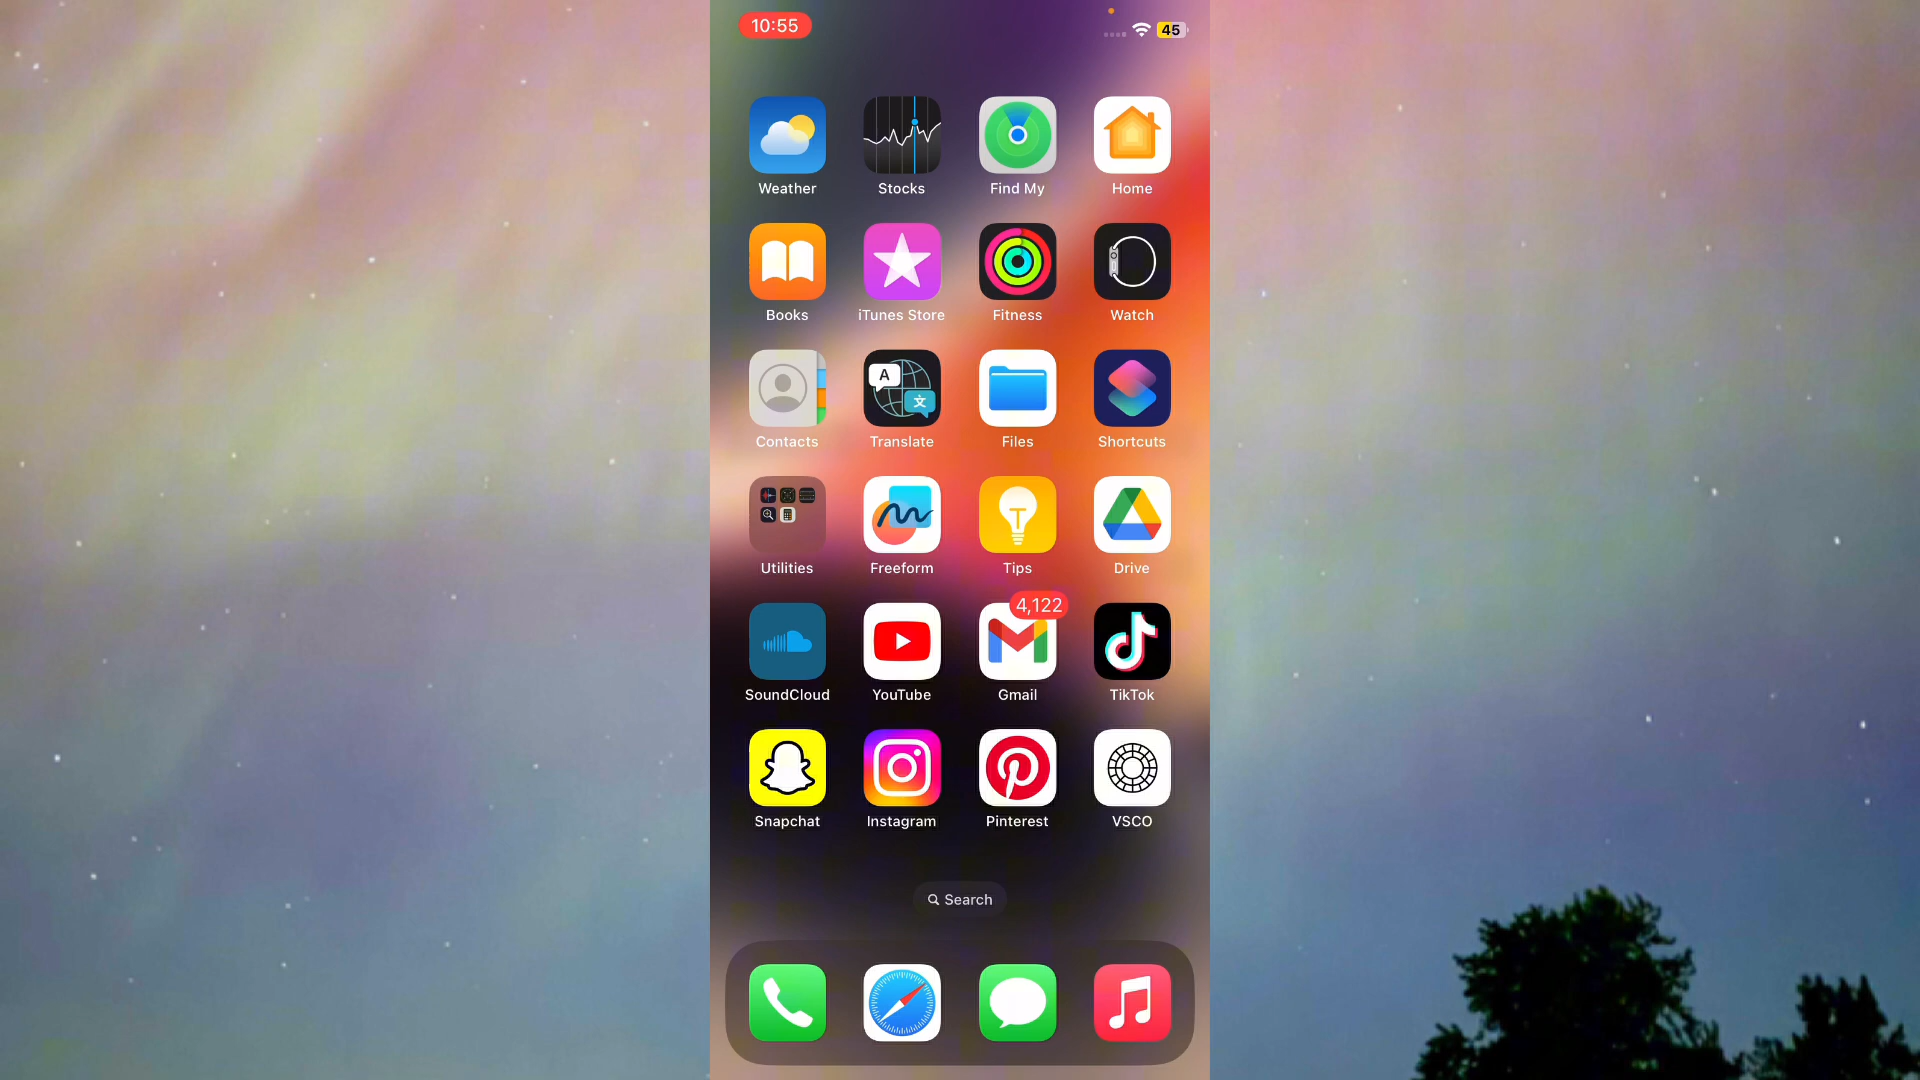 10:55
45
Weather Stocks Find My Home
Books iTunes Store Fitness Watch
A
文
Contacts Translate Files Shortcuts
Utilities Freeform Tips Drive
4,122
SoundCloud YouTube Gmail TikTok
Snapchat Instagram Pinterest VSCO
Search